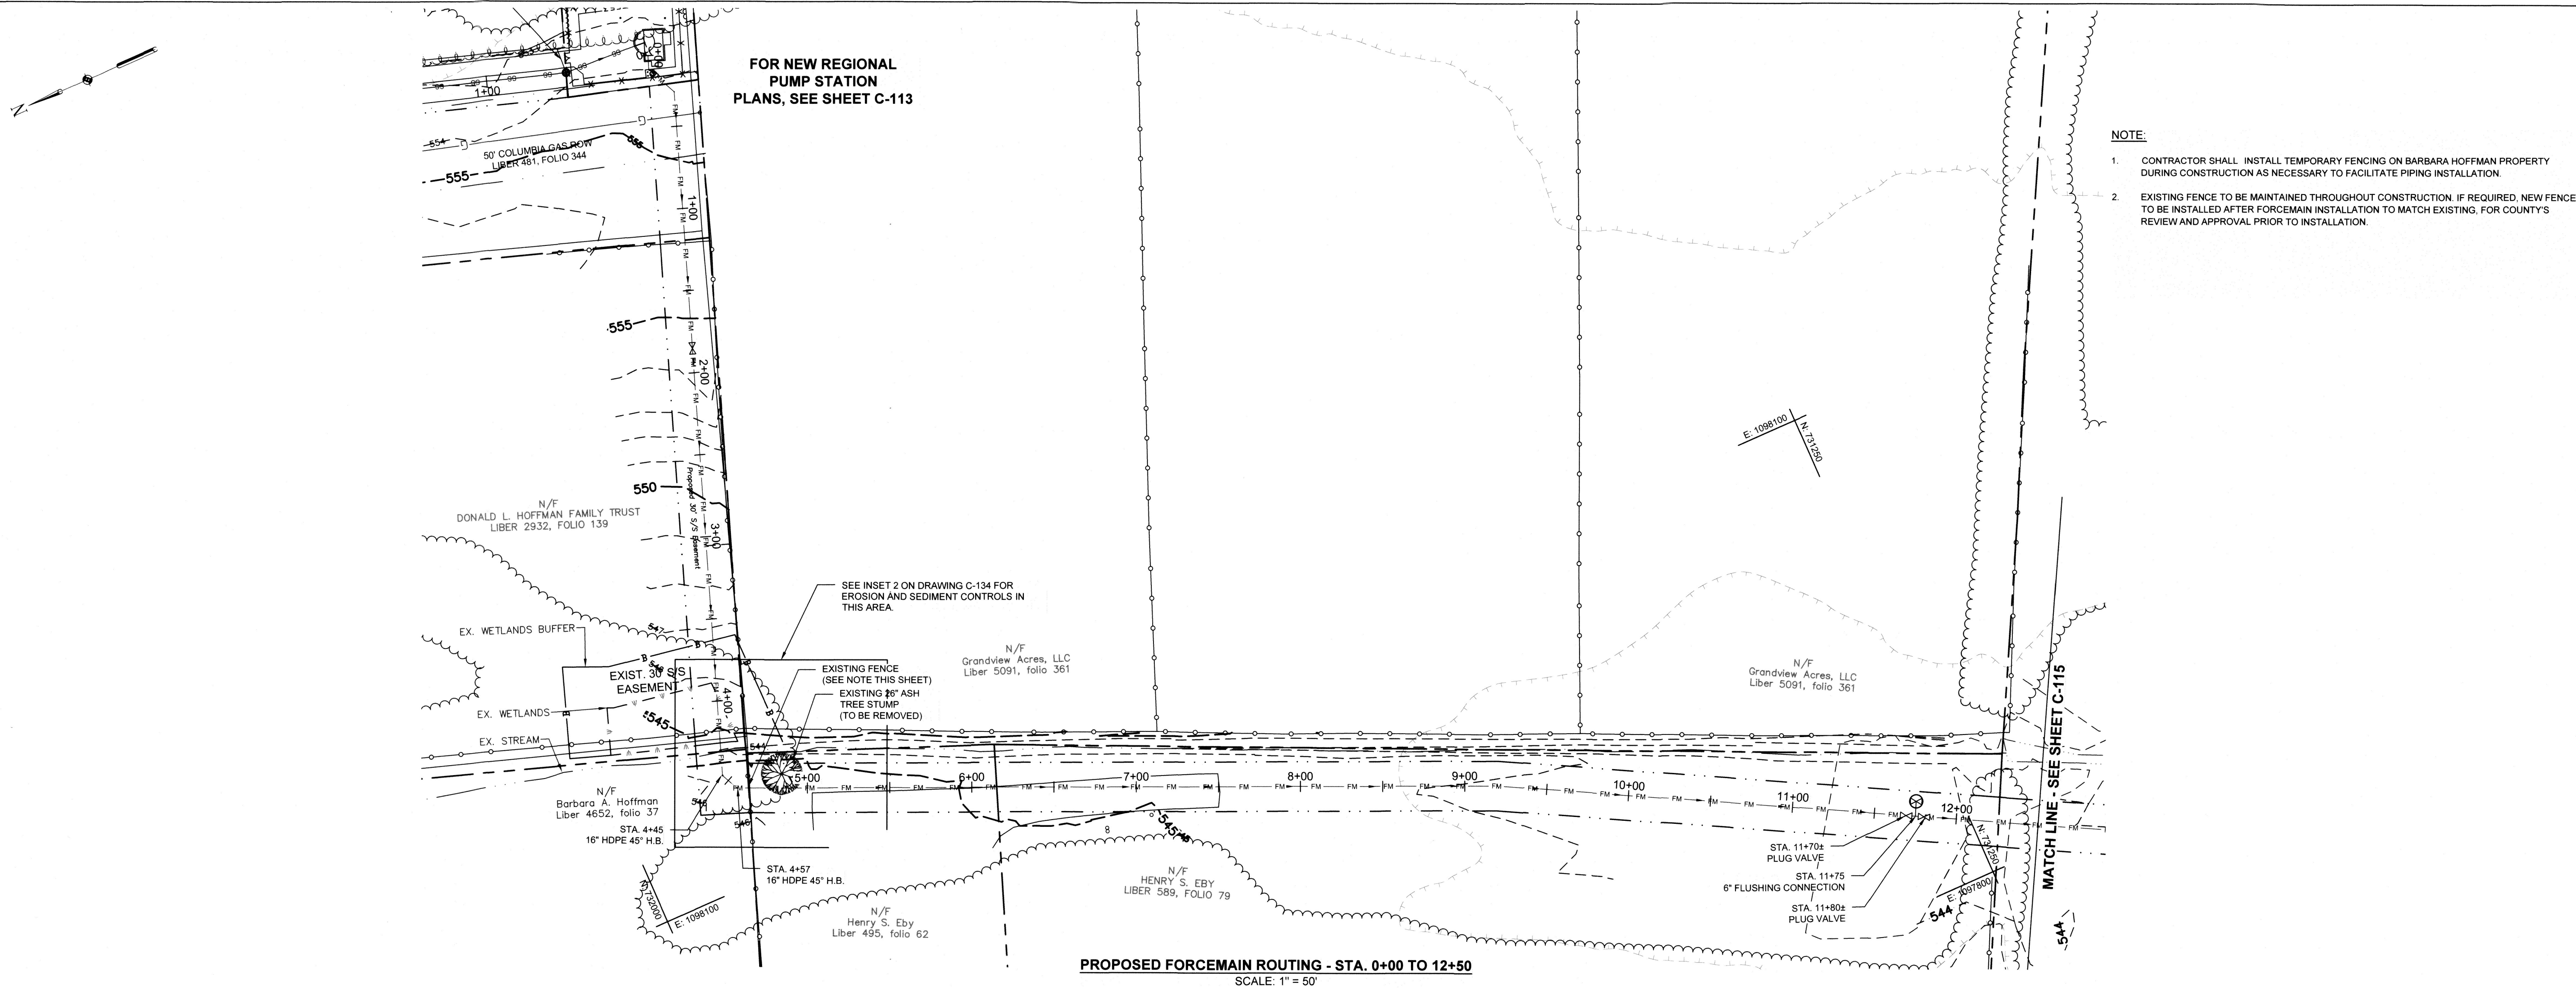 FOR NEW REGIONAL
PUMP STATION
PLANS, SEE SHEET C-113
NOTE:
1. CONTRACTOR SHALL INSTALL TEMPORARY FENCING ON BARBARA HOFFMAN PROPERTY
DURING CONSTRUCTION AS NECESSARY TO FACILITATE PIPING INSTALLATION.
2. EXISTING FENCE TO BE MAINTAINED THROUGHOUT CONSTRUCTION. IF REQUIRED, NEW FENCE
TO BE INSTALLED AFTER FORCEMAIN INSTALLATION TO MATCH EXISTING, FOR COUNTY'S
REVIEW AND APPROVAL PRIOR TO INSTALLATION.
N
0+00
1+00
554
555
50' COLUMBIA GAS ROW
LIBER 481, FOLIO 344
555
1+00
555
2+00
550
Proposed 30' S/S Easement
3+00
N/F
DONALD L. HOFFMAN FAMILY TRUST
LIBER 2932, FOLIO 139
E: 1098100
N: 731250
SEE INSET 2 ON DRAWING C-134 FOR
EROSION AND SEDIMENT CONTROLS IN
THIS AREA.
EX. WETLANDS BUFFER
547
EXIST. 30' S/S
EASEMENT
4+00
EXISTING FENCE
(SEE NOTE THIS SHEET)
EXISTING 26" ASH
TREE STUMP
(TO BE REMOVED)
N/F
Grandview Acres, LLC
Liber 5091, folio 361
N/F
Grandview Acres, LLC
Liber 5091, folio 361
EX. WETLANDS
545
EX. STREAM
544
5+00
6+00
7+00
8+00
9+00
10+00
11+00
12+00
N/F
Barbara A. Hoffman
Liber 4652, folio 37
STA. 4+45
16" HDPE 45° H.B.
STA. 4+57
16" HDPE 45° H.B.
545
STA. 11+70±
PLUG VALVE
STA. 11+75
6" FLUSHING CONNECTION
STA. 11+80±
PLUG VALVE
N: 731250
E: 1097800
544
544
MATCH LINE - SEE SHEET C-115
N/F
HENRY S. EBY
LIBER 589, FOLIO 79
N/F
Henry S. Eby
Liber 495, folio 62
732000
E: 1098100
PROPOSED FORCEMAIN ROUTING - STA. 0+00 TO 12+50
SCALE: 1" = 50'